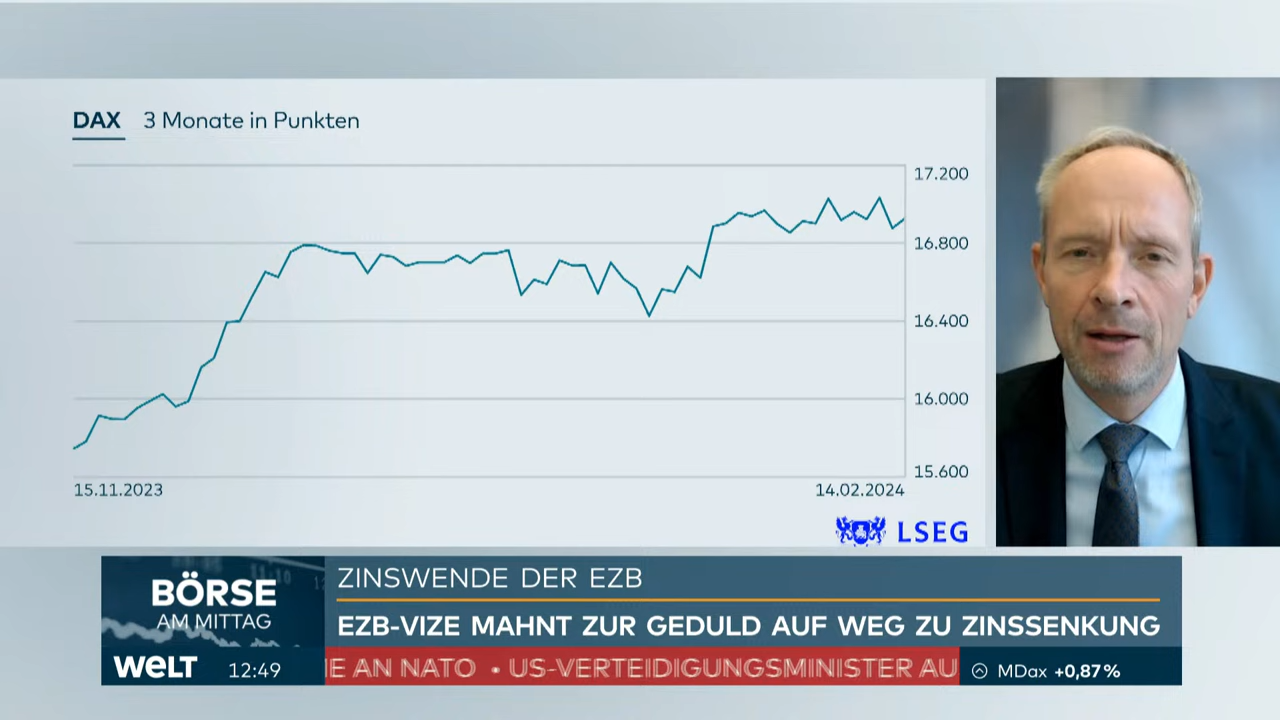 DAX 3 Monate in Punkten
17.200
16.800
16.400
16.000
15.600
15.11.2023 14.02.2024
LSEG
BÖRSE
AM MITTAG
ZINSWENDE DER EZB
EZB-VIZE MAHNT ZUR GEDULD AUF WEG ZU ZINSSENKUNG
welt 12:49
AN NATO • US-VERTEIDIGUNGSMINISTER AU
MDax +0,87%